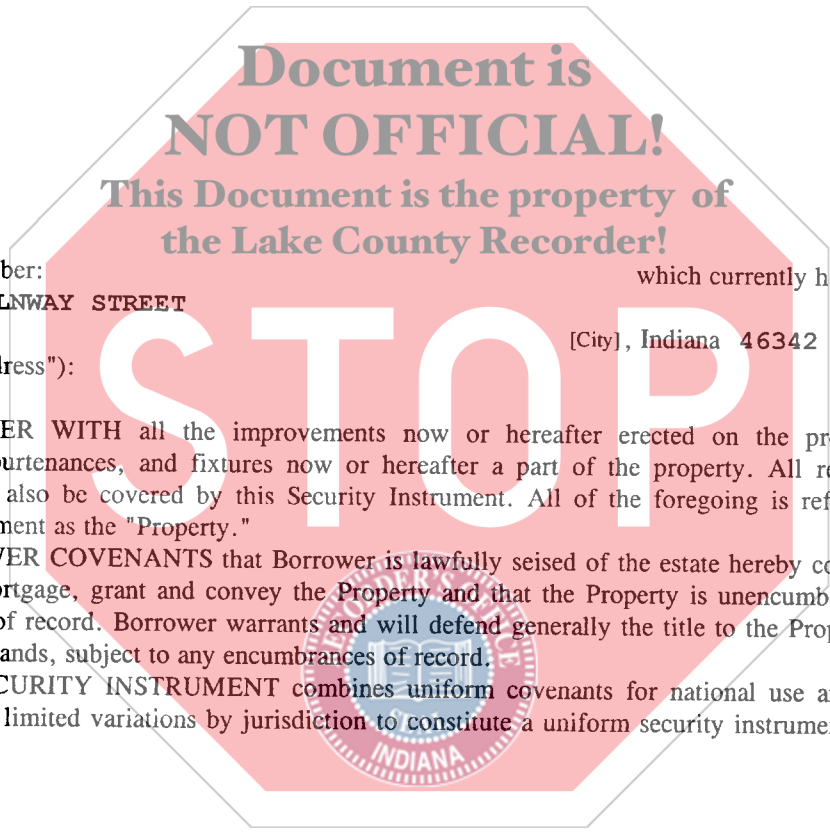 Document is
NOT OFFICIAL!
This Document is the property of
the Lake County Recorder!
ber: which currently h
LNWAY STREET
[City], Indiana 46342
lress"):
STOP
ER WITH all the improvements now or hereafter erected on the pr
urtenances, and fixtures now or hereafter a part of the property. All re
also be covered by this Security Instrument. All of the foregoing is ref
ment as the "Property."
VER COVENANTS that Borrower is lawfully seised of the estate hereby co
ortgage, grant and convey the Property and that the Property is unencumb
of record. Borrower warrants and will defend generally the title to the Prop
ands, subject to any encumbrances of record.
CURITY INSTRUMENT combines uniform covenants for national use a
limited variations by jurisdiction to constitute a uniform security instrume
RECORDER'S OFFICE
INDIANA